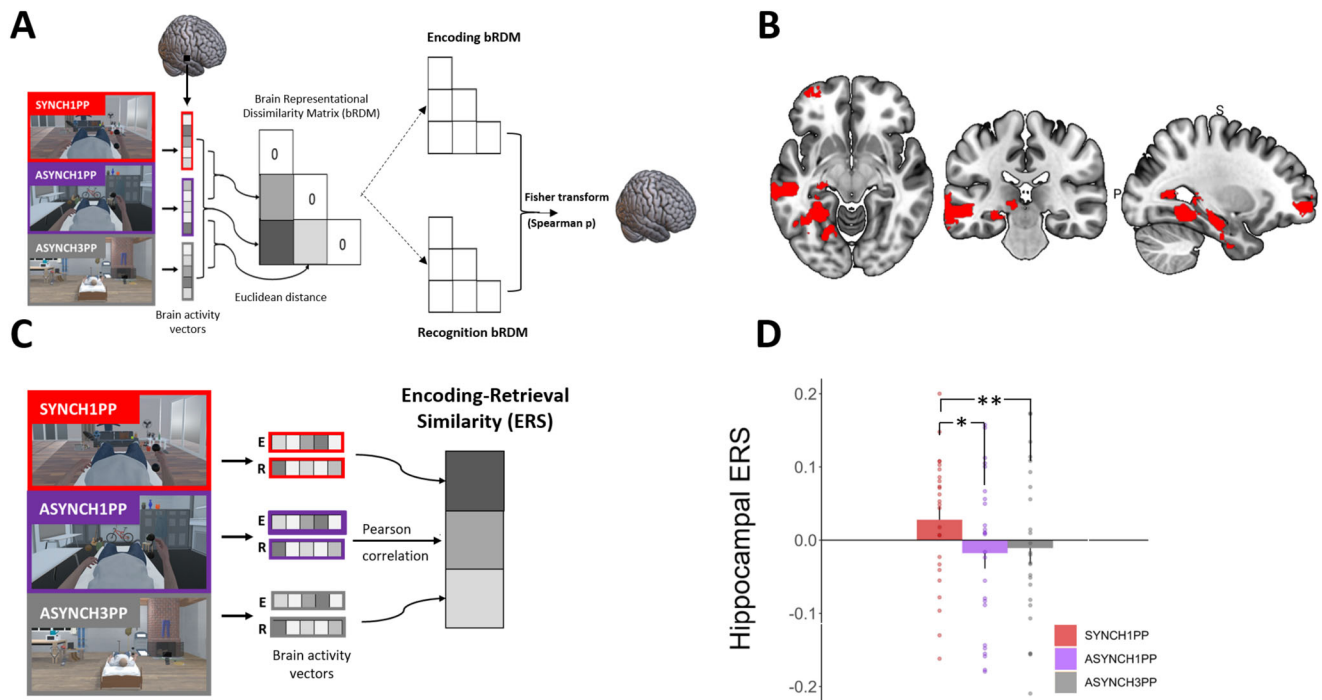 A
SYNCH1PP
ASYNCH1PP
ASYNCH3PP
Brain activity
vectors
Brain Representational
Dissimilarity Matrix (bRDM)
0
0
0
Euclidean distance
Encoding bRDM
Recognition bRDM
Fisher transform
(Spearman p)
B
S
P
C
SYNCH1PP
ASYNCH1PP
ASYNCH3PP
E
R
E
R
E
R
Brain activity
vectors
Pearson
correlation
Encoding-Retrieval
Similarity (ERS)
D
Hippocampal ERS
0.2
0.1
0.0
-0.1
-0.2
*
**
SYNCH1PP
ASYNCH1PP
ASYNCH3PP